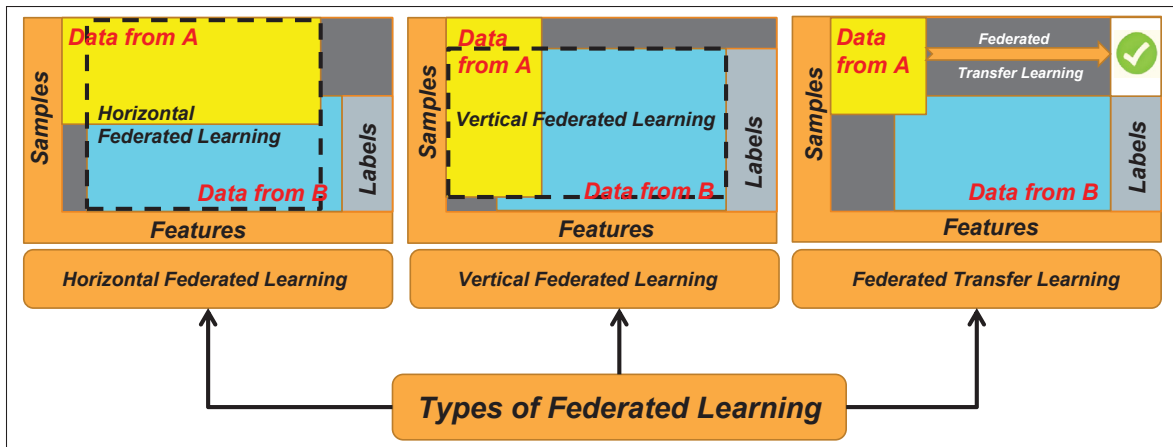 Data from A
Samples
Horizontal
Federated Learning
Data from B
Labels
Features
Horizontal Federated Learning
Data
from A
Samples
Vertical Federated Learning
Data from B
Labels
Features
Vertical Federated Learning
Data
from A
Samples
Federated
Transfer Learning
Data from B
Labels
Features
Federated Transfer Learning
Types of Federated Learning